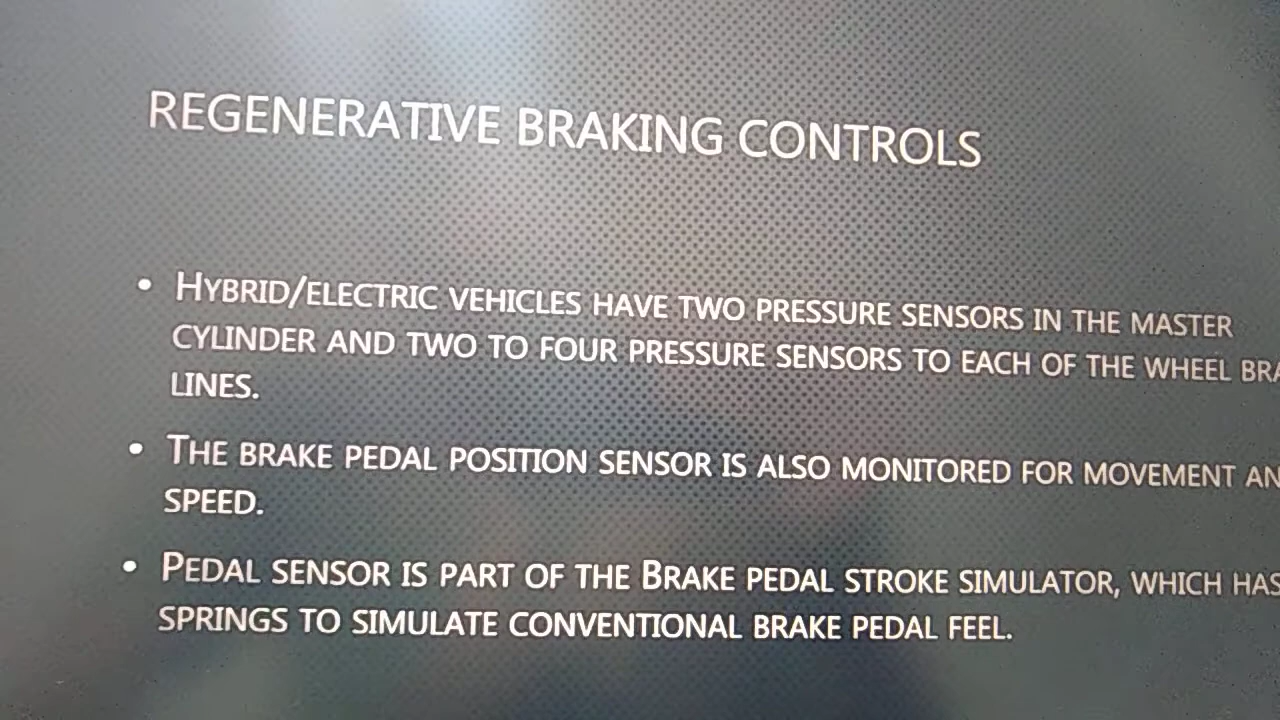 REGENERATIVE BRAKING CONTROLS
• HYBRID/ELECTRIC VEHICLES HAVE TWO PRESSURE SENSORS IN THE MASTER
CYLINDER AND TWO TO FOUR PRESSURE SENSORS TO EACH OF THE WHEEL
LINES.
• THE BRAKE PEDAL POSITION SENSOR IS ALSO MONITORED FOR MOVEMENT
SPEED.
• PEDAL SENSOR IS PART OF THE BRAKE PEDAL STROKE SIMULATOR, WHICH HAS
SPRINGS TO SIMULATE CONVENTIONAL BRAKE PEDAL FEEL.